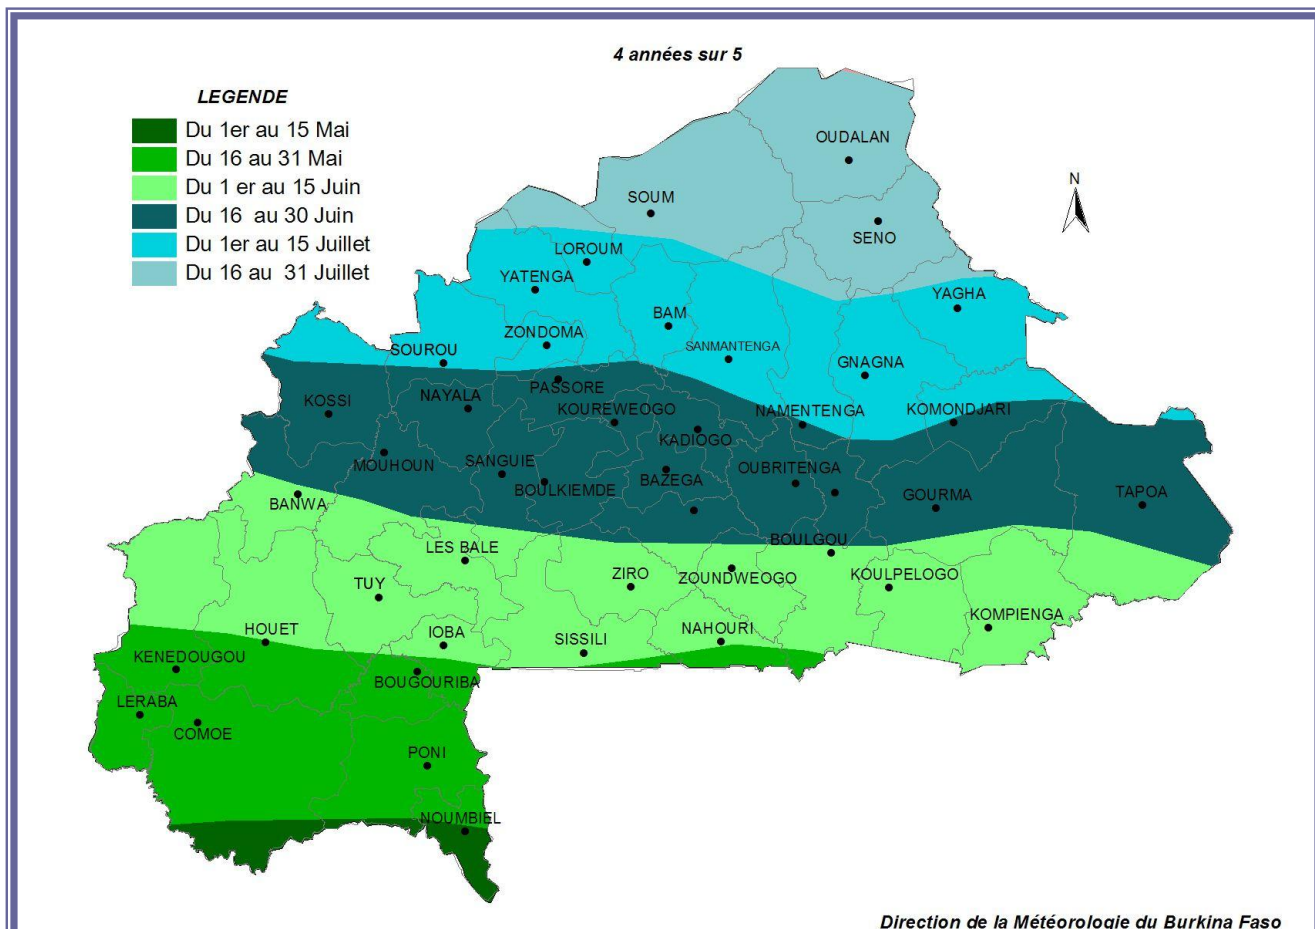 4 années sur 5
LEGENDE
Du 1er au 15 Mai
Du 16 au 31 Mai
Du 1 er au 15 Juin
Du 16 au 30 Juin
Du 1er au 15 Juillet
Du 16 au 31 Juillet
N
OUDALAN
SOUM
SENO
LOROUM
YATENGA
YAGHA
BAM
ZONDOMA
SANMANTENGA
SOUROU
GNAGNA
PASSORE
NAYALA
KOSSI
KOUREWEOGO
NAMENTENGA
KOMONDJARI
KADIOGO
MOUHOUN
SANGUIE
BOULKIEMDE
BAZEGA
OUBRITENGA
GOURMA
TAPOA
BANWA
LES BALE
BOULGOU
TUY
ZIRO
ZOUNDWEOGO
KOULPELOGO
KOMPIENGA
HOUET
IOBA
SISSILI
NAHOURI
KENEDOUGOU
BOUGOURIBA
LERABA
COMOE
PONI
NOUMBIEL
Direction de la Météorologie du Burkina Faso